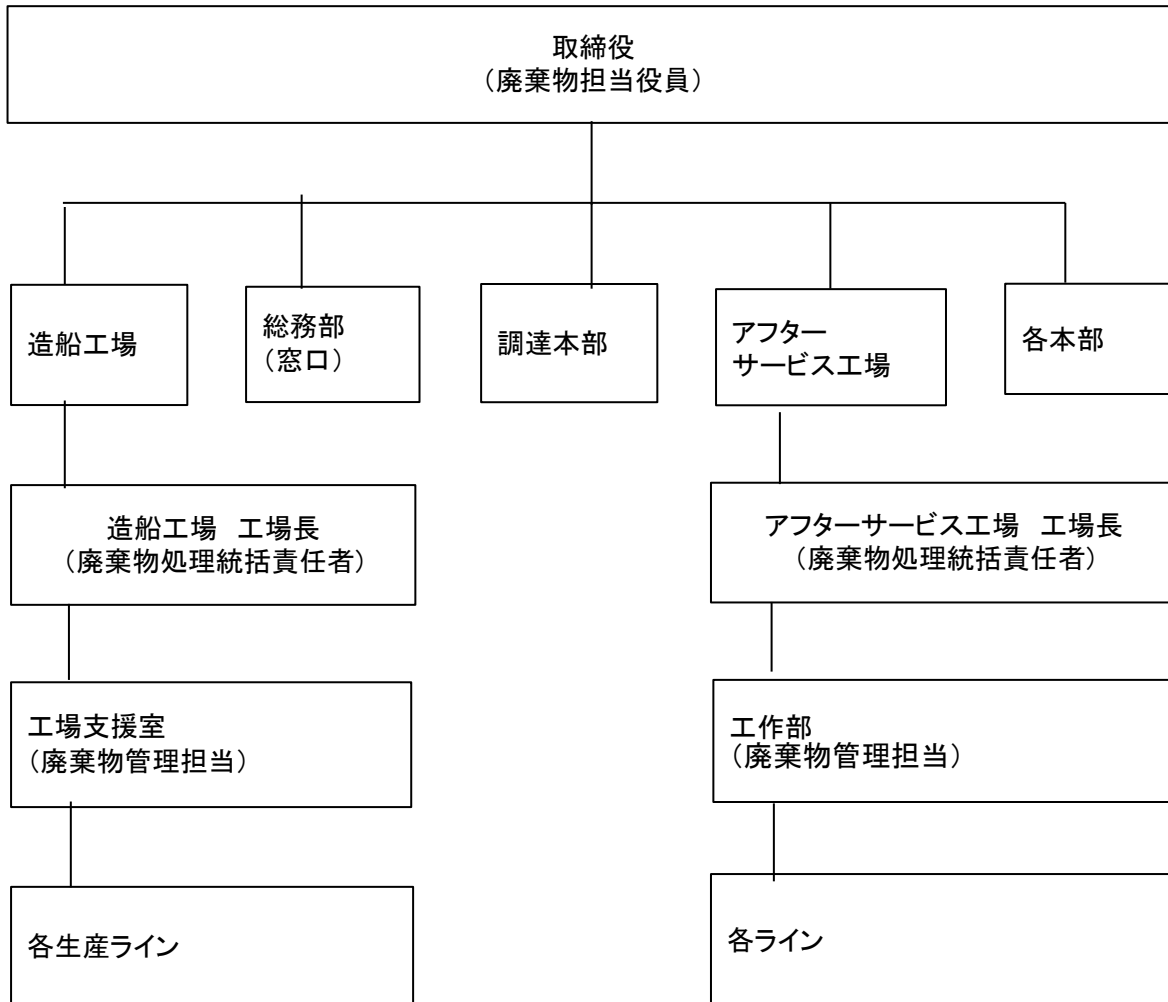 取締役
（廃棄物担当役員）
造船工場
総務部
（窓口）
調達本部
アフター
サービス工場
各本部
造船工場　工場長
（廃棄物処理統括責任者）
アフターサービス工場　工場長
（廃棄物処理統括責任者）
工場支援室
（廃棄物管理担当）
工作部
（廃棄物管理担当）
各生産ライン
各ライン